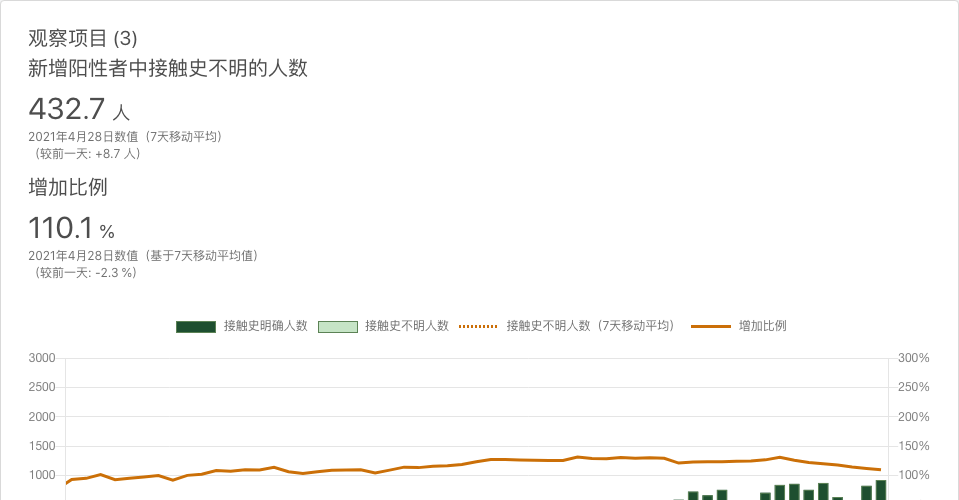 观察项目 (3)
新增阳性者中接触史不明的人数
432.7 人
2021年4月28日数值（7天移动平均）
（较前一天: +8.7 人）
增加比例
110.1 %
2021年4月28日数值（基于7天移动平均值）
（较前一天: -2.3 %）
接触史明确人数 接触史不明人数 接触史不明人数（7天移动平均） 增加比例
3000 300%
2500 250%
2000 200%
1500 150%
1000 100%